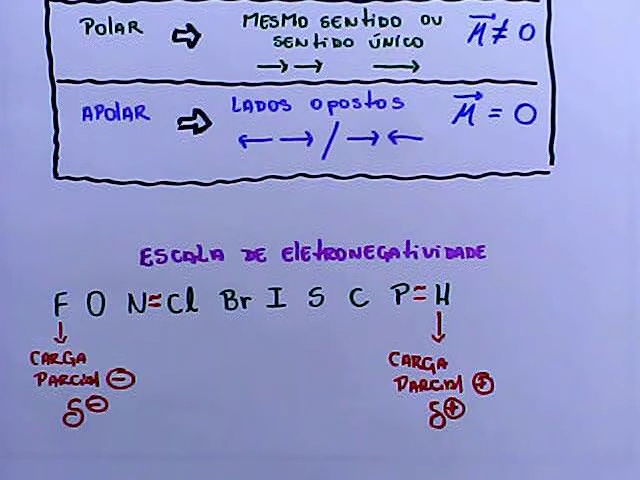 POLAR ⇨ MESMO SENTIDO OU
SENTIDO ÚNICO
→→ →
μ⃗ ≠ 0
APOLAR ⇨ LADOS OPOSTOS
← → / → ←
μ⃗ = 0
ESCALA DE ELETRONEGATIVIDADE
F O N≈Cl Br I S C P≈H
CARGA
PARCIAL ⊖
δ⊖
CARGA
PARCIAL ⊕
δ⊕